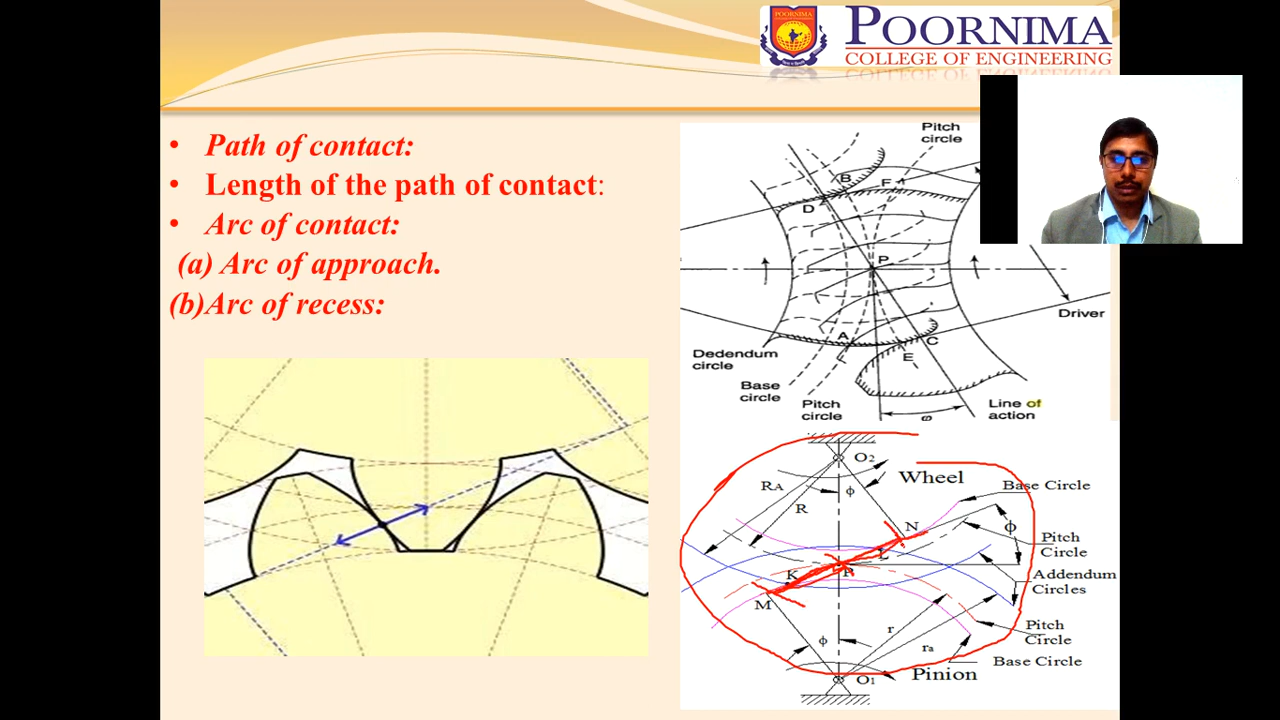 POORNIMA
COLLEGE OF ENGINEERING
• Path of contact:
• Length of the path of contact:
• Arc of contact:
(a) Arc of approach.
(b)Arc of recess:
Pitch
circle
B
F
D
P
Driver
A
C
E
Dedendum
circle
Base
circle
Pitch
circle
Line of
action
φ
O2
Wheel
RA
R
φ
Base Circle
N
φ
Pitch
Circle
L
P
K
Addendum
Circles
M
r
φ
Pitch
Circle
ra
Base Circle
O1
Pinion